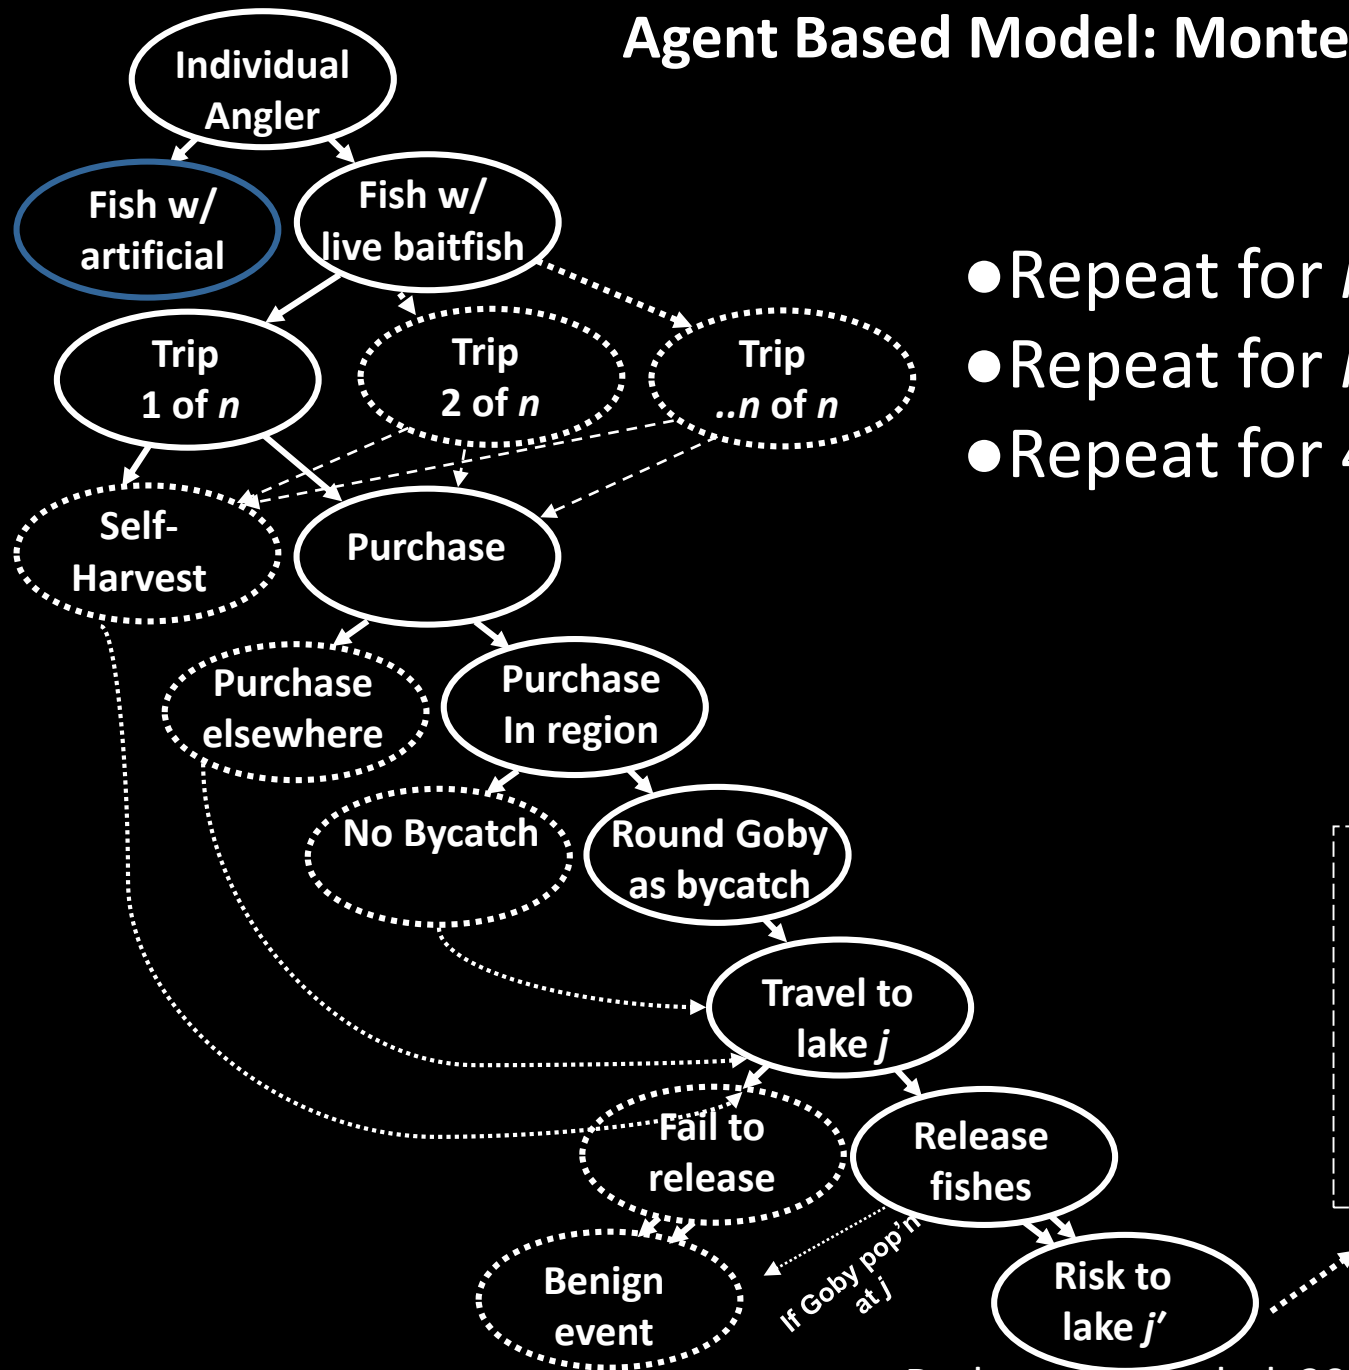 Agent Based Model: Monte
Individual
Angler
Fish w/
artificial
Fish w/
live baitfish
●Repeat for
●Repeat for
●Repeat for
Trip
1 of n
Trip
2 of n
Trip
..n of n
Self-
Harvest
Purchase
Purchase
elsewhere
Purchase
In region
No Bycatch
Round Goby
as bycatch
Travel to
lake j
Fail to
release
Release
fishes
If Goby pop’n
at j
Benign
event
Risk to
lake j′